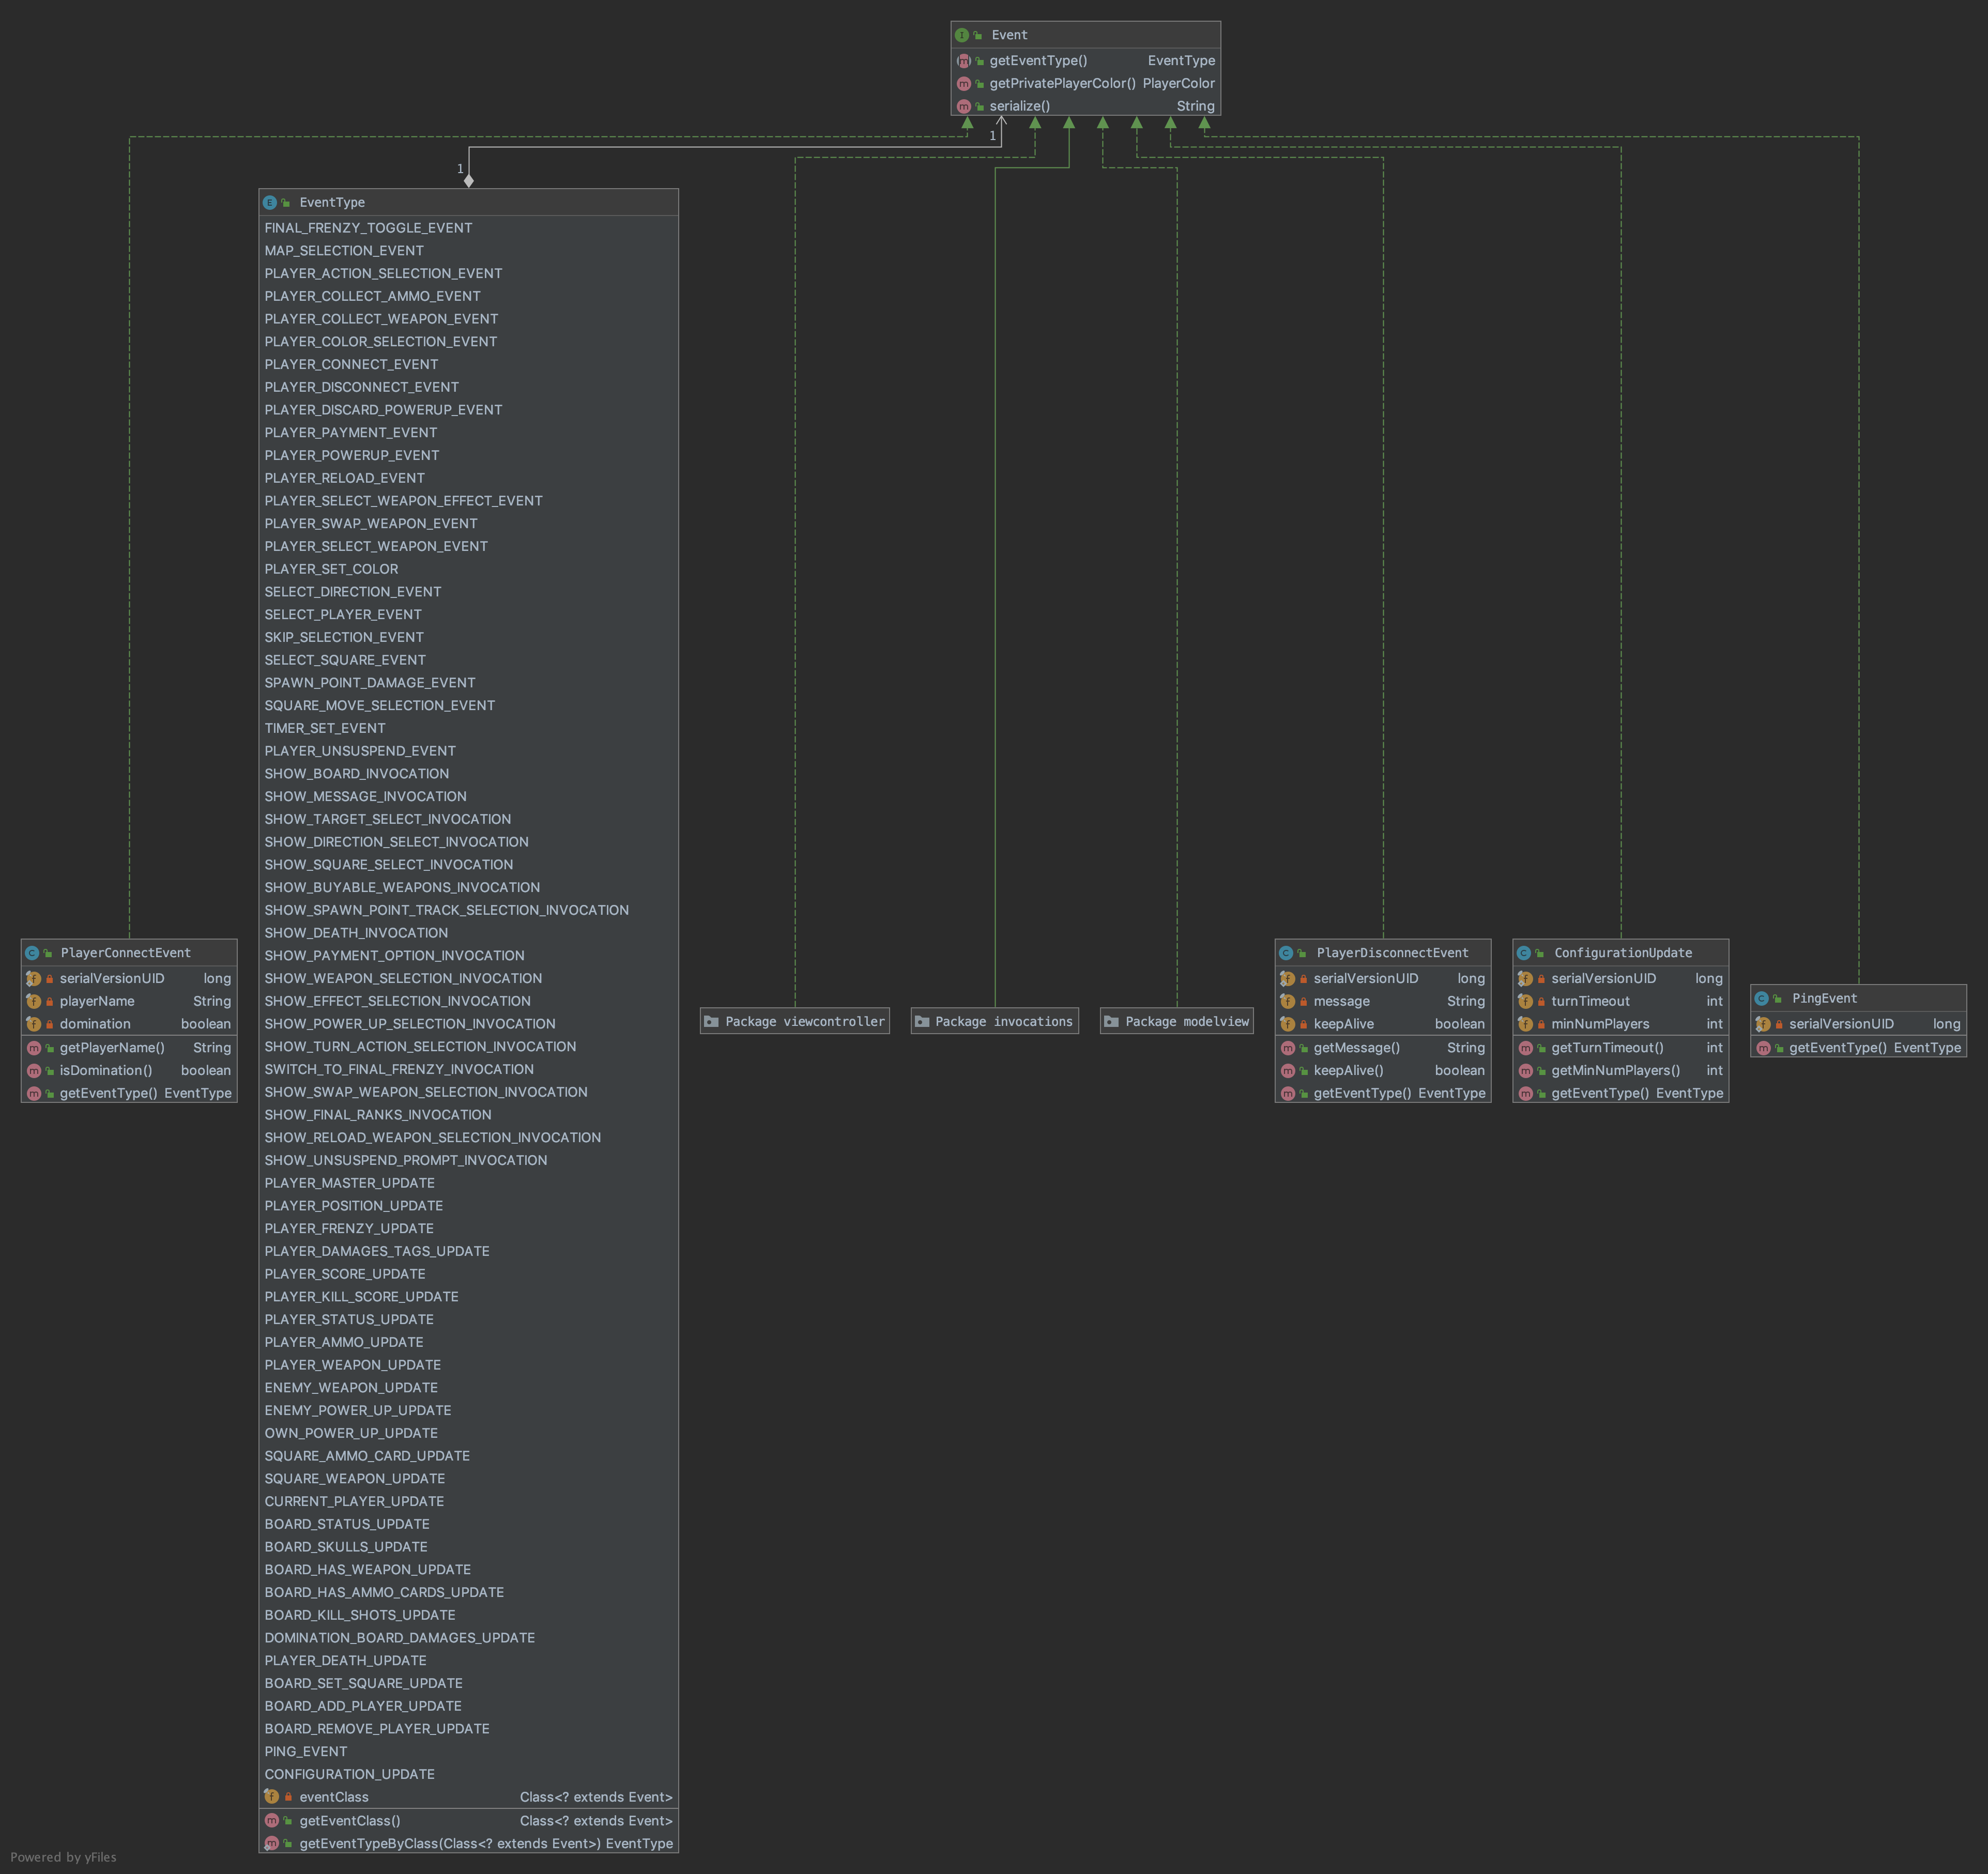 Event
getEventType() EventType
getPrivatePlayerColor() PlayerColor
serialize() String
1
1
EventType
FINAL_FRENZY_TOGGLE_EVENT
MAP_SELECTION_EVENT
PLAYER_ACTION_SELECTION_EVENT
PLAYER_COLLECT_AMMO_EVENT
PLAYER_COLLECT_WEAPON_EVENT
PLAYER_COLOR_SELECTION_EVENT
PLAYER_CONNECT_EVENT
PLAYER_DISCONNECT_EVENT
PLAYER_DISCARD_POWERUP_EVENT
PLAYER_PAYMENT_EVENT
PLAYER_POWERUP_EVENT
PLAYER_RELOAD_EVENT
PLAYER_SELECT_WEAPON_EFFECT_EVENT
PLAYER_SWAP_WEAPON_EVENT
PLAYER_SELECT_WEAPON_EVENT
PLAYER_SET_COLOR
SELECT_DIRECTION_EVENT
SELECT_PLAYER_EVENT
SKIP_SELECTION_EVENT
SELECT_SQUARE_EVENT
SPAWN_POINT_DAMAGE_EVENT
SQUARE_MOVE_SELECTION_EVENT
TIMER_SET_EVENT
PLAYER_UNSUSPEND_EVENT
SHOW_BOARD_INVOCATION
SHOW_MESSAGE_INVOCATION
SHOW_TARGET_SELECT_INVOCATION
SHOW_DIRECTION_SELECT_INVOCATION
SHOW_SQUARE_SELECT_INVOCATION
SHOW_BUYABLE_WEAPONS_INVOCATION
SHOW_SPAWN_POINT_TRACK_SELECTION_INVOCATION
SHOW_DEATH_INVOCATION
SHOW_PAYMENT_OPTION_INVOCATION
SHOW_WEAPON_SELECTION_INVOCATION
SHOW_EFFECT_SELECTION_INVOCATION
SHOW_POWER_UP_SELECTION_INVOCATION
SHOW_TURN_ACTION_SELECTION_INVOCATION
SWITCH_TO_FINAL_FRENZY_INVOCATION
SHOW_SWAP_WEAPON_SELECTION_INVOCATION
SHOW_FINAL_RANKS_INVOCATION
SHOW_RELOAD_WEAPON_SELECTION_INVOCATION
SHOW_UNSUSPEND_PROMPT_INVOCATION
PLAYER_MASTER_UPDATE
PLAYER_POSITION_UPDATE
PLAYER_FRENZY_UPDATE
PLAYER_DAMAGES_TAGS_UPDATE
PLAYER_SCORE_UPDATE
PLAYER_KILL_SCORE_UPDATE
PLAYER_STATUS_UPDATE
PLAYER_AMMO_UPDATE
PLAYER_WEAPON_UPDATE
ENEMY_WEAPON_UPDATE
ENEMY_POWER_UP_UPDATE
OWN_POWER_UP_UPDATE
SQUARE_AMMO_CARD_UPDATE
SQUARE_WEAPON_UPDATE
CURRENT_PLAYER_UPDATE
BOARD_STATUS_UPDATE
BOARD_SKULLS_UPDATE
BOARD_HAS_WEAPON_UPDATE
BOARD_HAS_AMMO_CARDS_UPDATE
BOARD_KILL_SHOTS_UPDATE
DOMINATION_BOARD_DAMAGES_UPDATE
PLAYER_DEATH_UPDATE
BOARD_SET_SQUARE_UPDATE
BOARD_ADD_PLAYER_UPDATE
BOARD_REMOVE_PLAYER_UPDATE
PING_EVENT
CONFIGURATION_UPDATE
eventClass Class<? extends Event>
getEventClass() Class<? extends Event>
getEventTypeByClass(Class<? extends Event>) EventType
PlayerConnectEvent
serialVersionUID long
playerName String
domination boolean
getPlayerName() String
isDomination() boolean
getEventType() EventType
Package viewcontroller
Package invocations
Package modelview
PlayerDisconnectEvent
serialVersionUID long
message String
keepAlive boolean
getMessage() String
keepAlive() boolean
getEventType() EventType
ConfigurationUpdate
serialVersionUID long
turnTimeout int
minNumPlayers int
getTurnTimeout() int
getMinNumPlayers() int
getEventType() EventType
PingEvent
serialVersionUID long
getEventType() EventType
Powered by yFiles